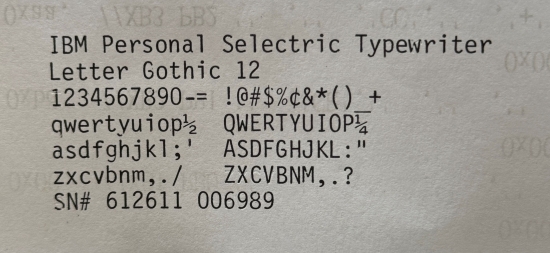 IBM Personal Selectric Typewriter
Letter Gothic 12
1234567890-= !@#$%¢&*()_+
qwertyuiop½ QWERTYUIOP¼
asdfghjkl;' ASDFGHJKL:"
zxcvbnm,./ ZXCVBNM,.?
SN# 612611 006989